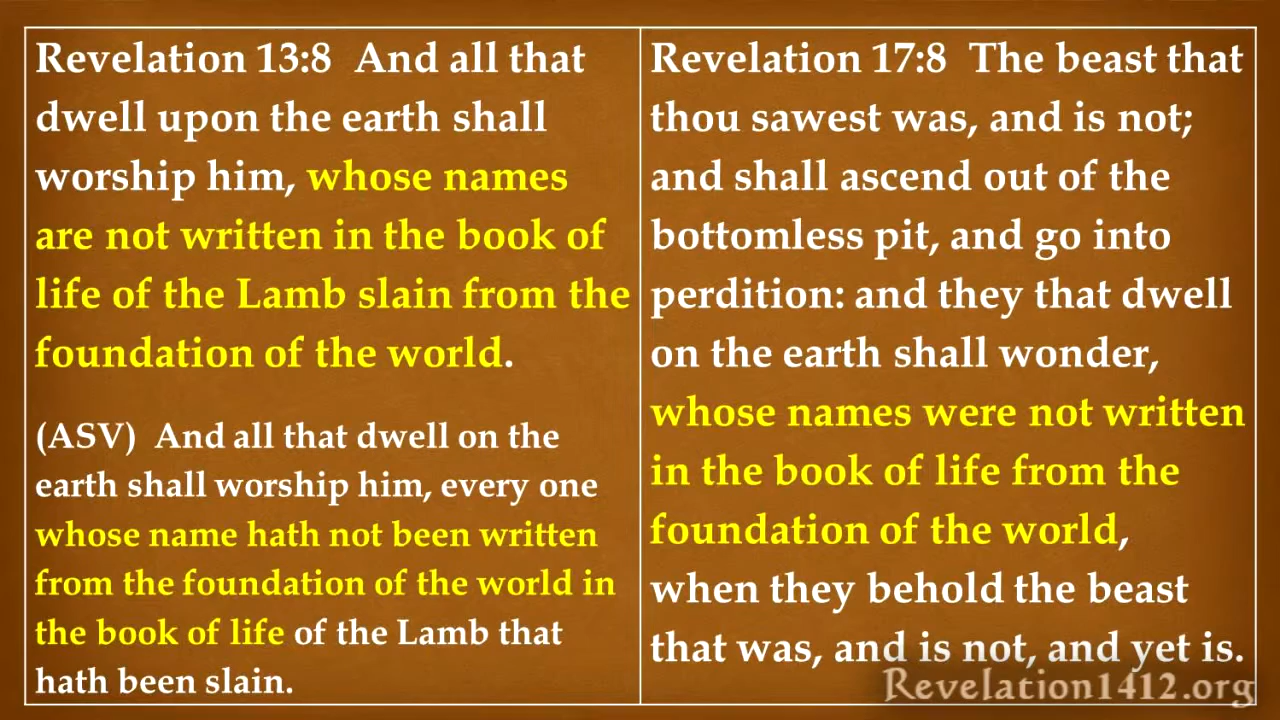 Revelation 13:8  And all that
dwell upon the earth shall
worship him, whose names
are not written in the book of
life of the Lamb slain from the
foundation of the world.
(ASV)  And all that dwell on the
earth shall worship him, every one
whose name hath not been written
from the foundation of the world in
the book of life of the Lamb that
hath been slain.
Revelation 17:8  The beast that
thou sawest was, and is not;
and shall ascend out of the
bottomless pit, and go into
perdition: and they that dwell
on the earth shall wonder,
whose names were not written
in the book of life from the
foundation of the world,
when they behold the beast
that was, and is not, and yet is.
Revelation1412.org